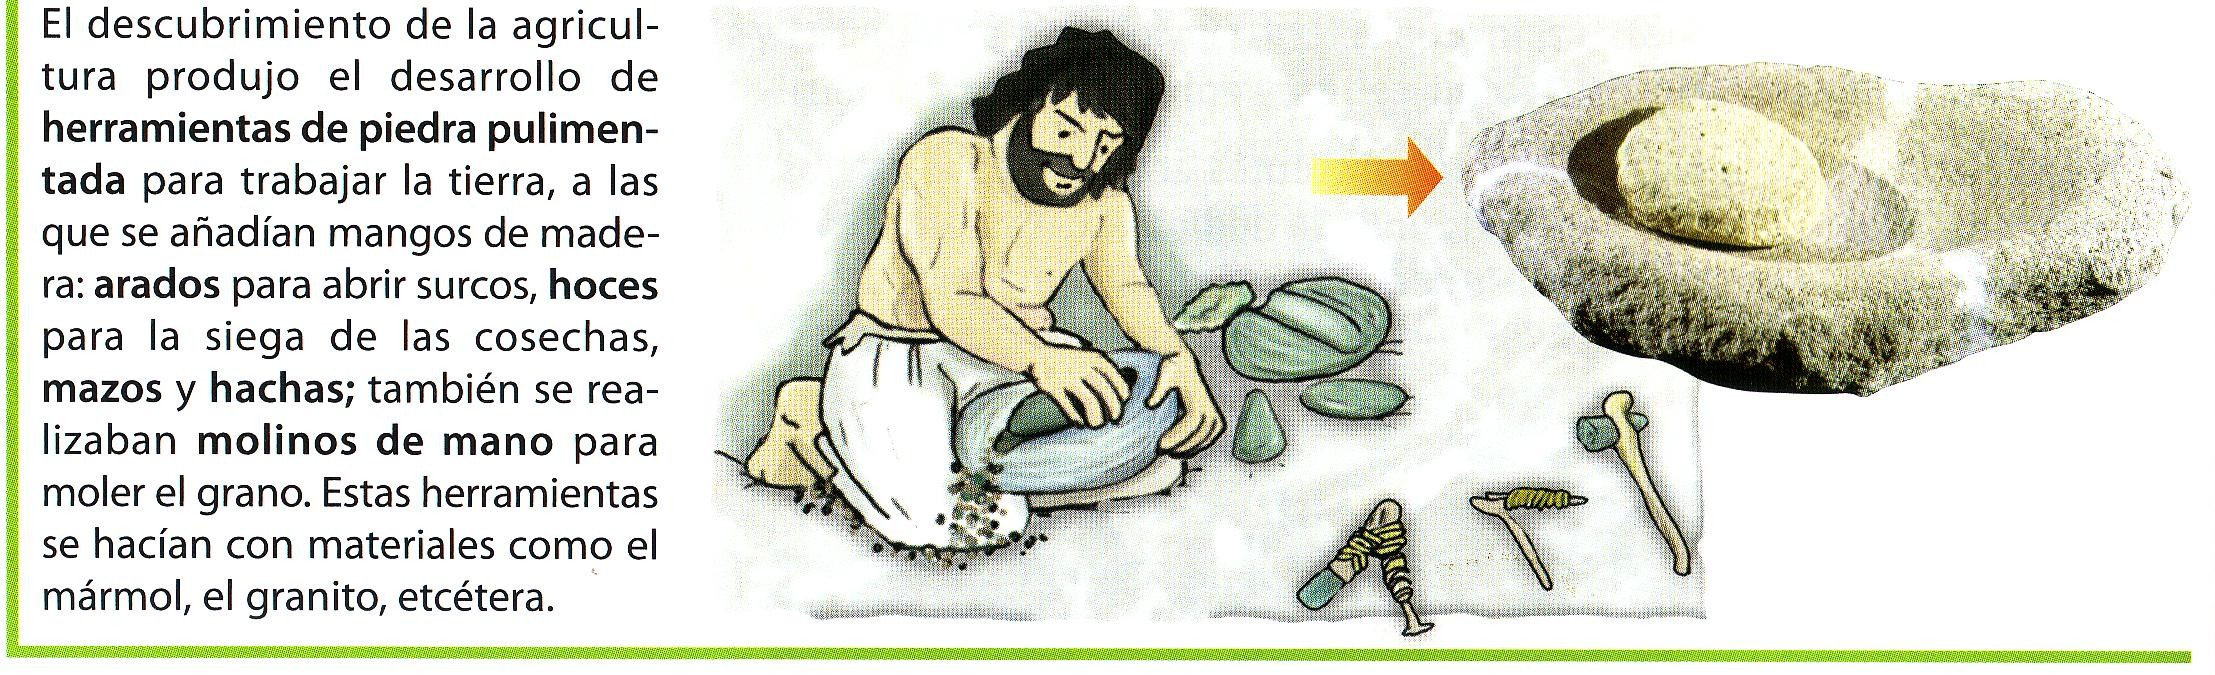 El descubrimiento de la agricul-
tura produjo el desarrollo de
herramientas de piedra pulimen-
tada para trabajar la tierra, a las
que se añadían mangos de made-
ra: arados para abrir surcos, hoces
para la siega de las cosechas,
mazos y hachas; también se rea-
lizaban molinos de mano para
moler el grano. Estas herramientas
se hacían con materiales como el
mármol, el granito, etcétera.